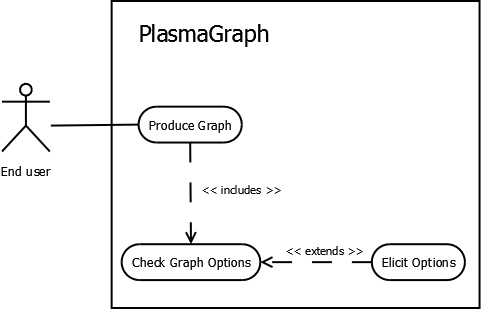 PlasmaGraph
Produce Graph
End user
<< includes >>
<< extends >>
Check Graph Options
Elicit Options